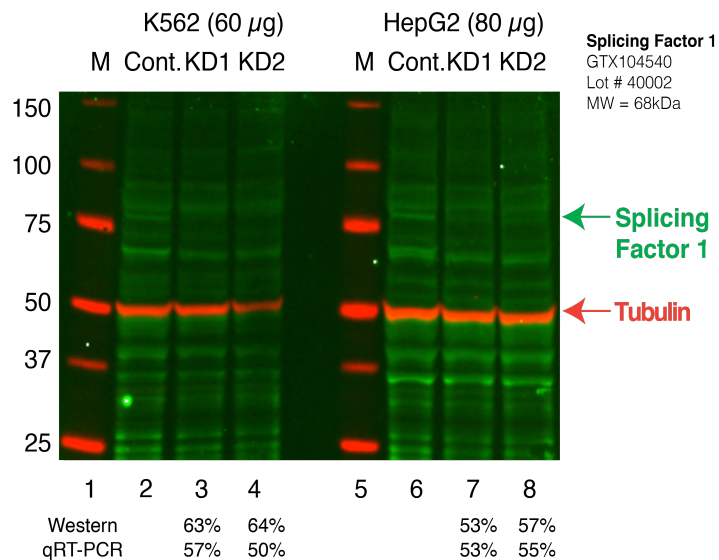 K562 (60 µg)
HepG2 (80 µg)
M Cont. KD1 KD2
M Cont. KD1 KD2
Splicing Factor 1
GTX104540
Lot # 40002
MW = 68kDa
150
100
75
50
37
25
Splicing
Factor 1
Tubulin
1 2 3 4 5 6 7 8
Western 63% 64% 53% 57%
qRT-PCR 57% 50% 53% 55%